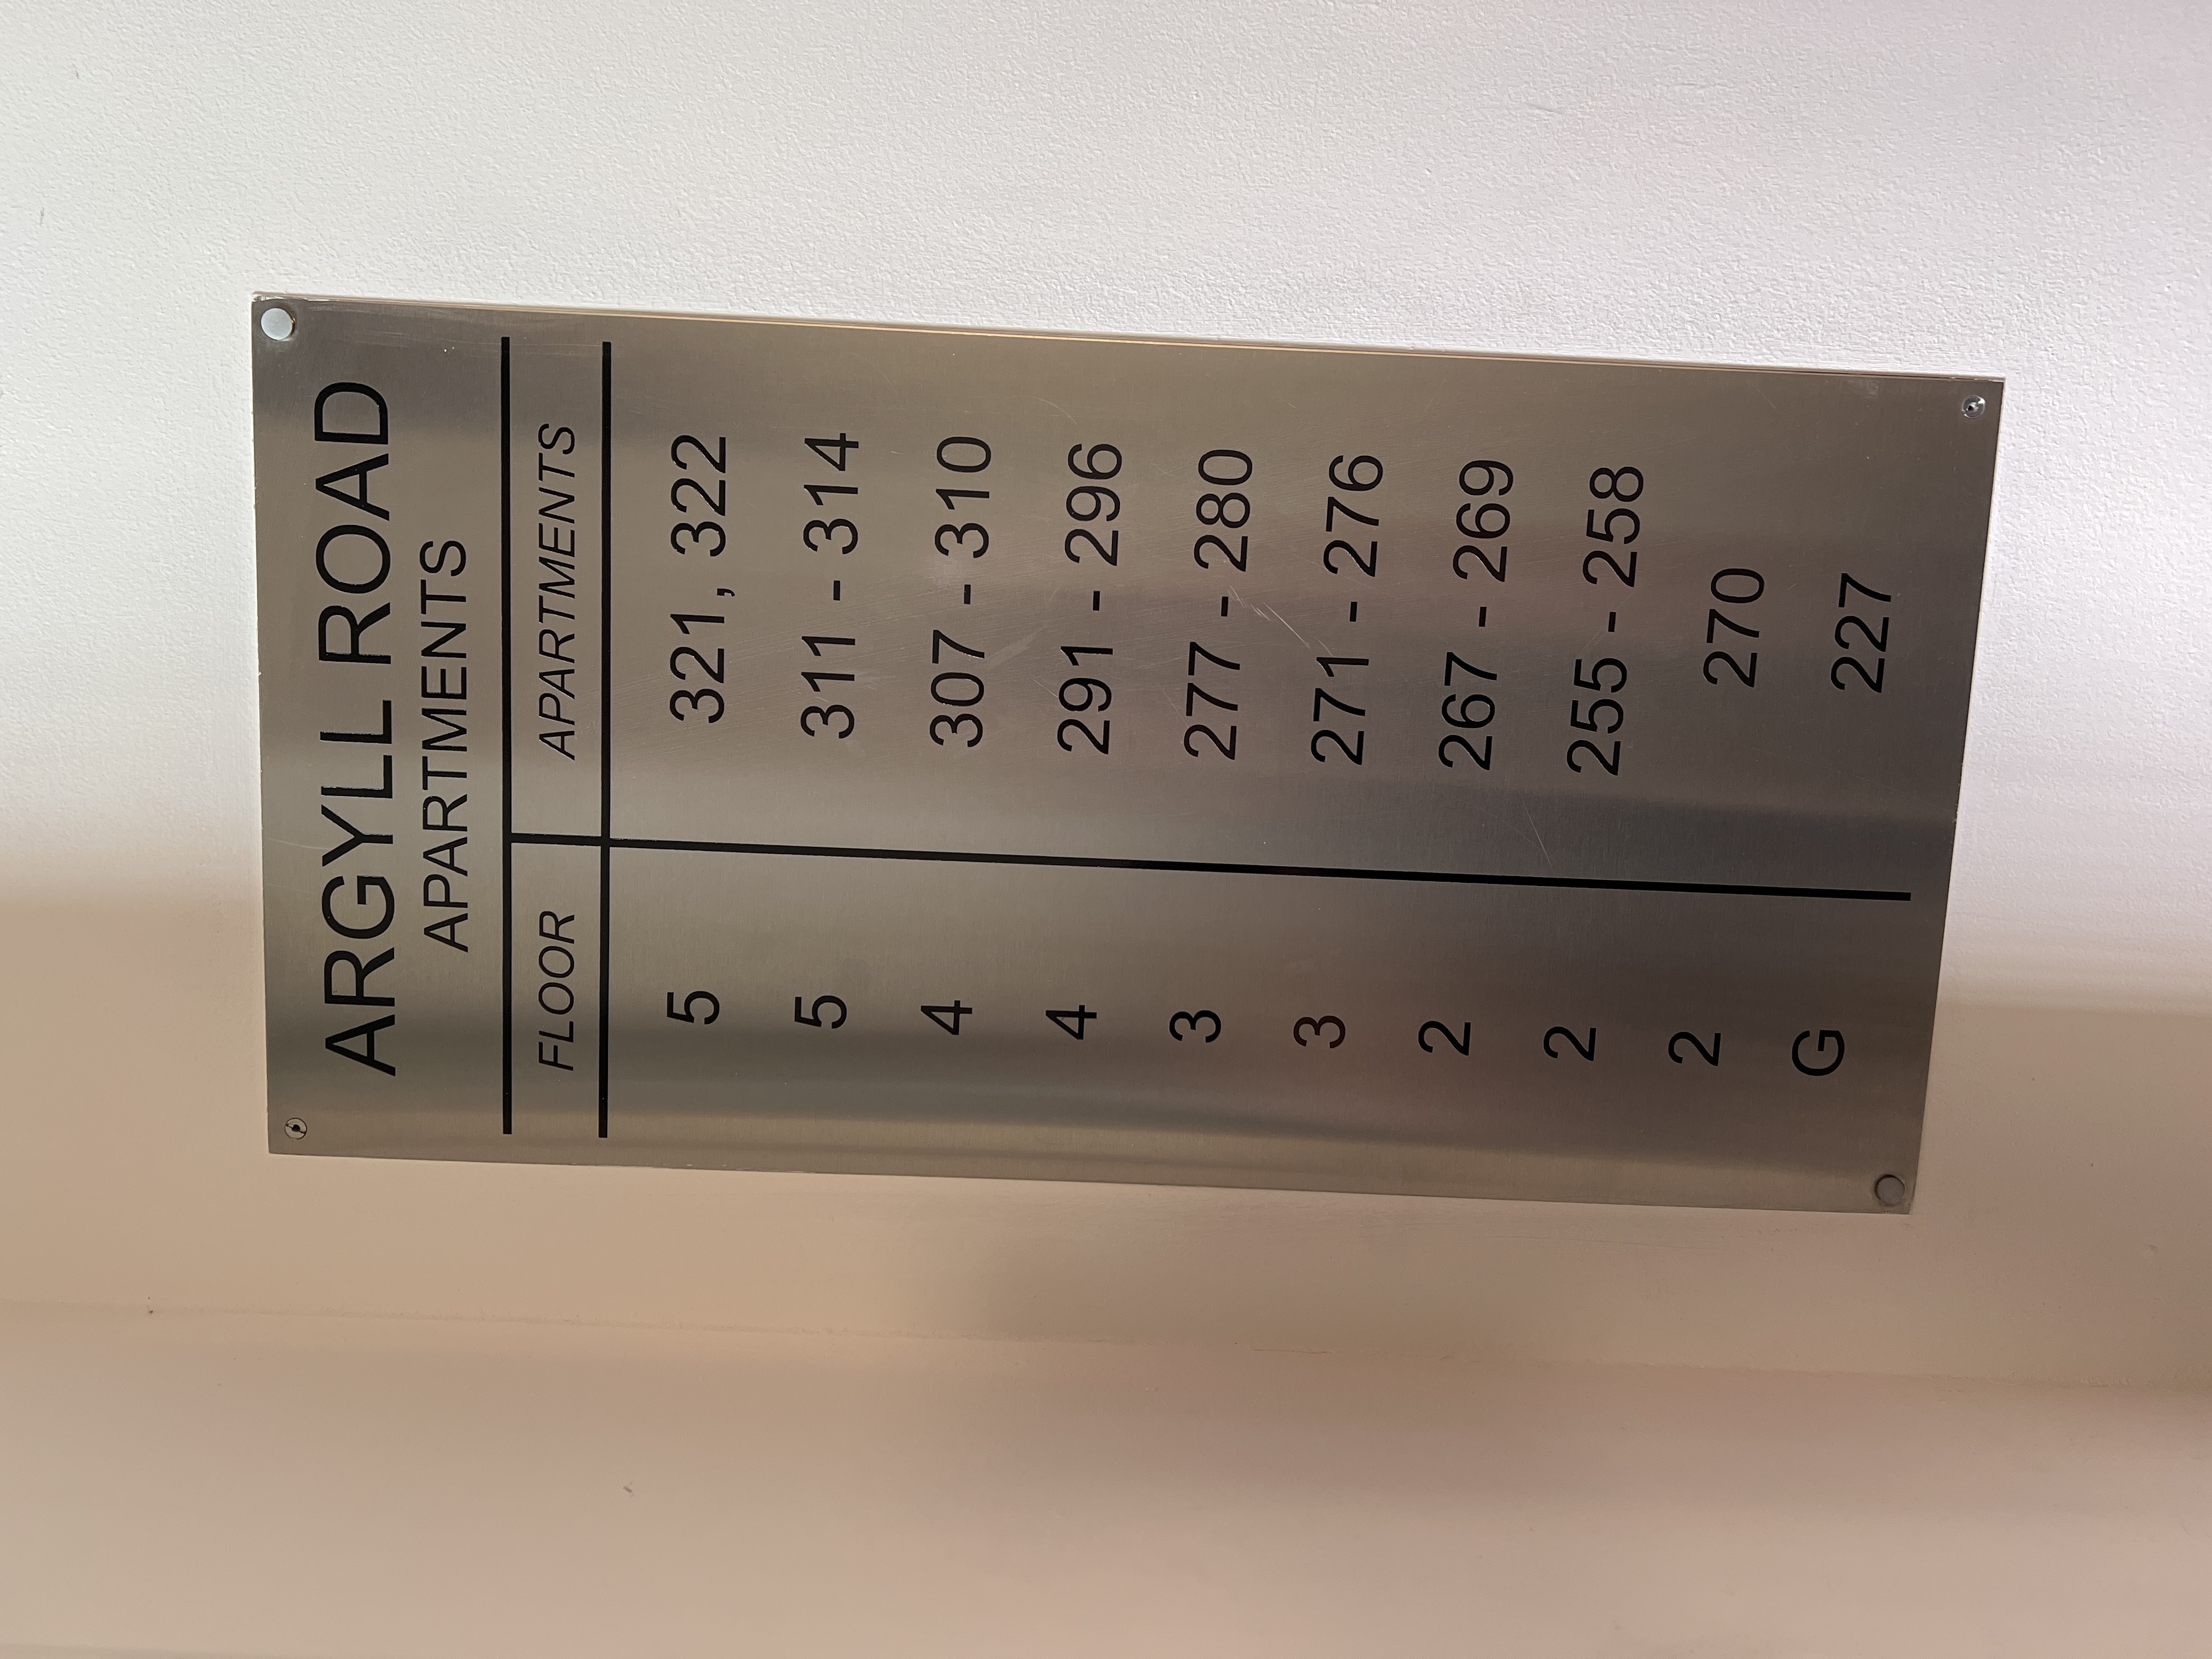 ARGYLL ROAD
APARTMENTS
FLOOR APARTMENTS
5 321, 322
5 311 - 314
4 307 - 310
4 291 - 296
3 277 - 280
3 271 - 276
2 267 - 269
2 255 - 258
2 270
G 227